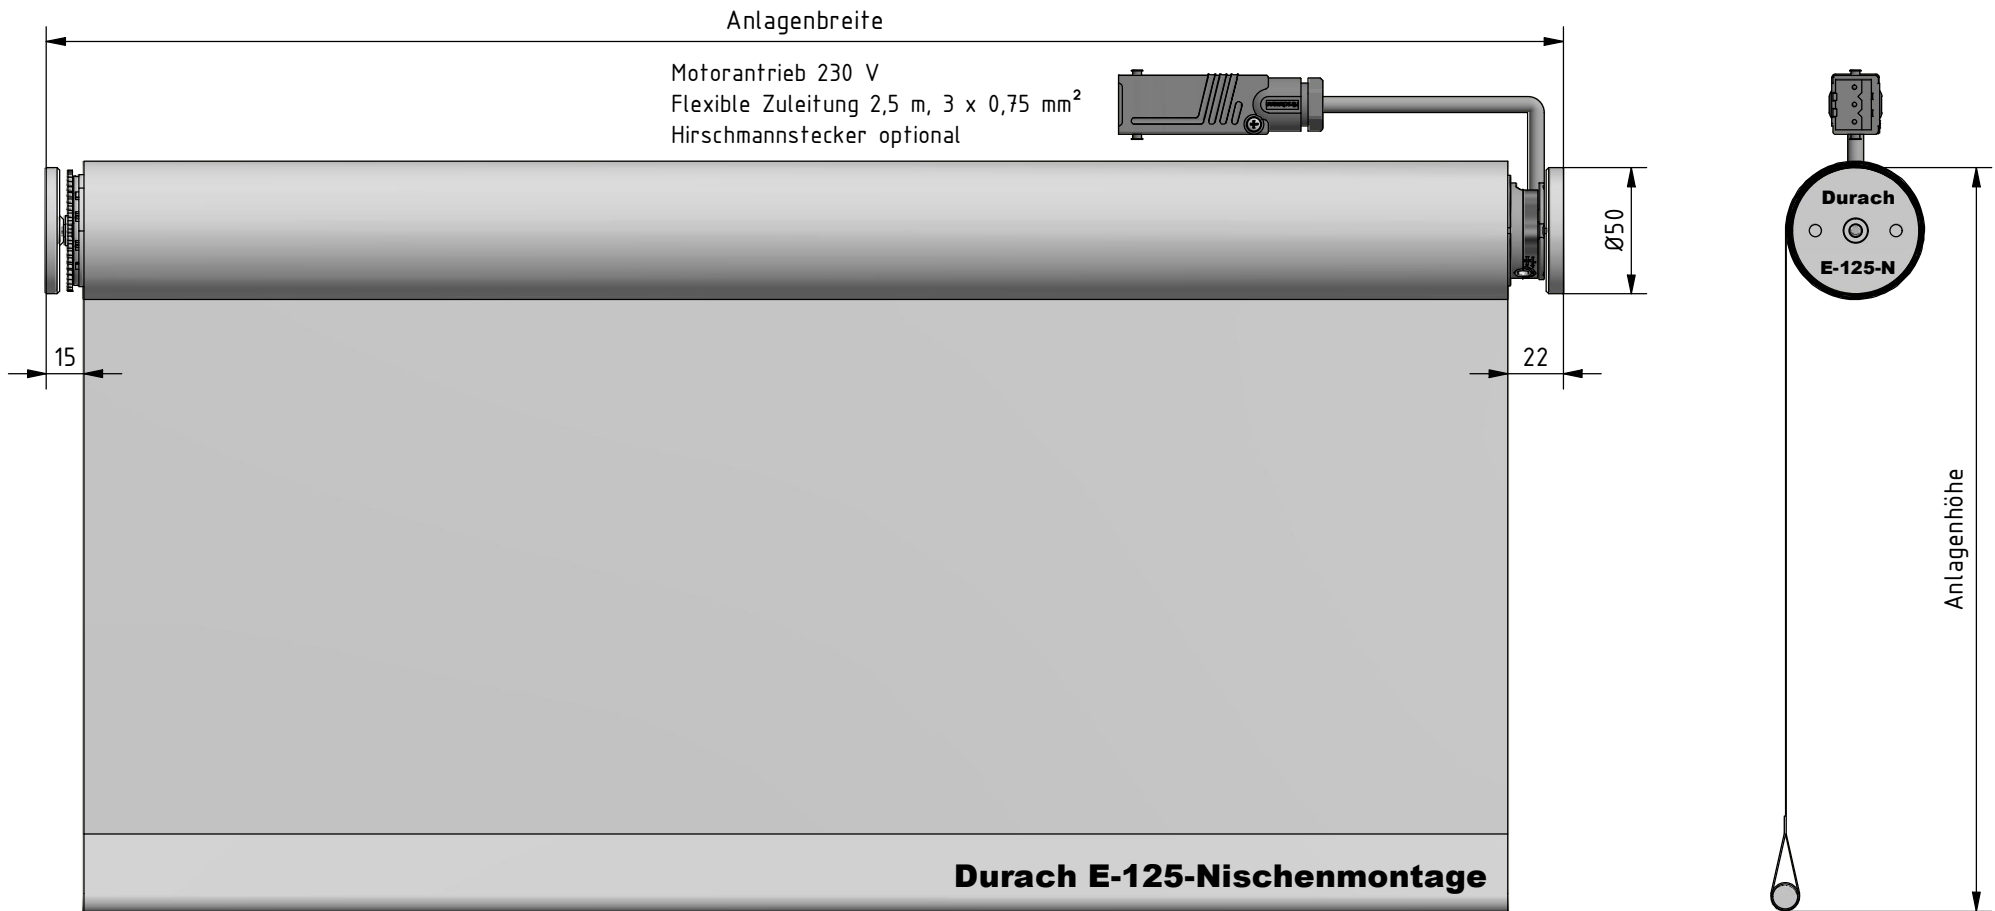 Anlagenbreite
Motorantrieb 230 V
Flexible Zuleitung 2,5 m, 3 x 0,75 mm²
Hirschmannstecker optional
Ø50
Durach
E-125-N
15
22
Anlagenhöhe
Durach E-125-Nischenmontage